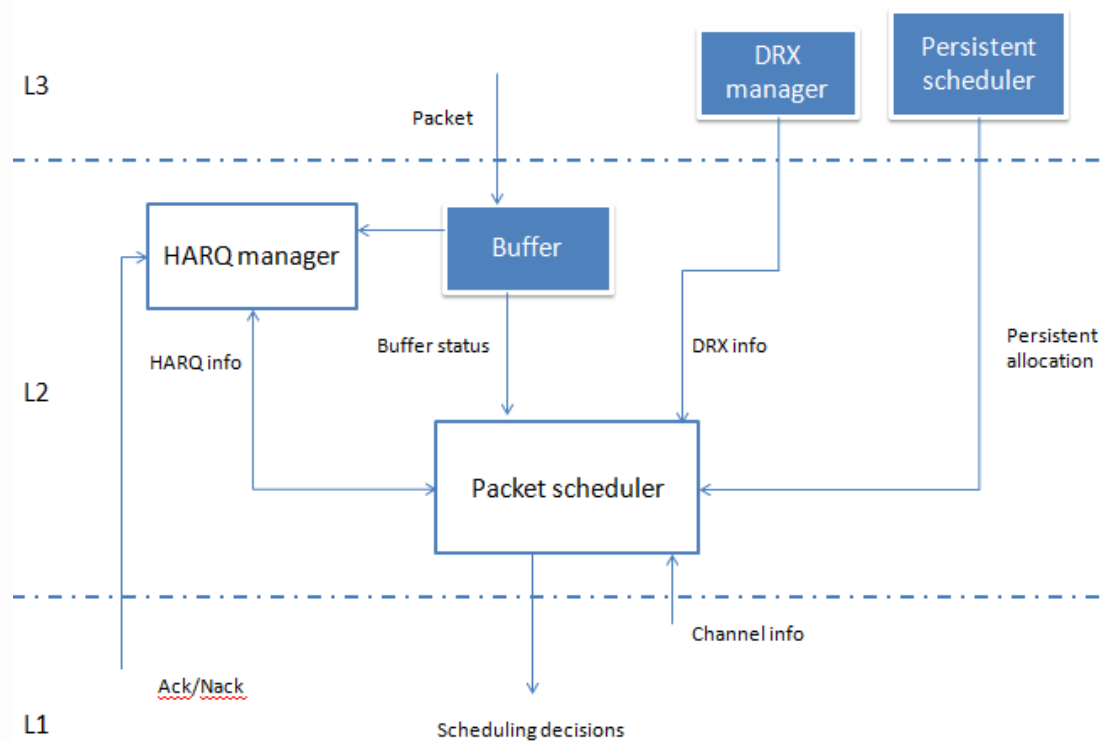 L3
Packet
DRX
manager
Persistent
scheduler
HARQ manager
Buffer
HARQ info
Buffer status
DRX info
Persistent
allocation
L2
Packet scheduler
Channel info
Ack/Nack
Scheduling decisions
L1